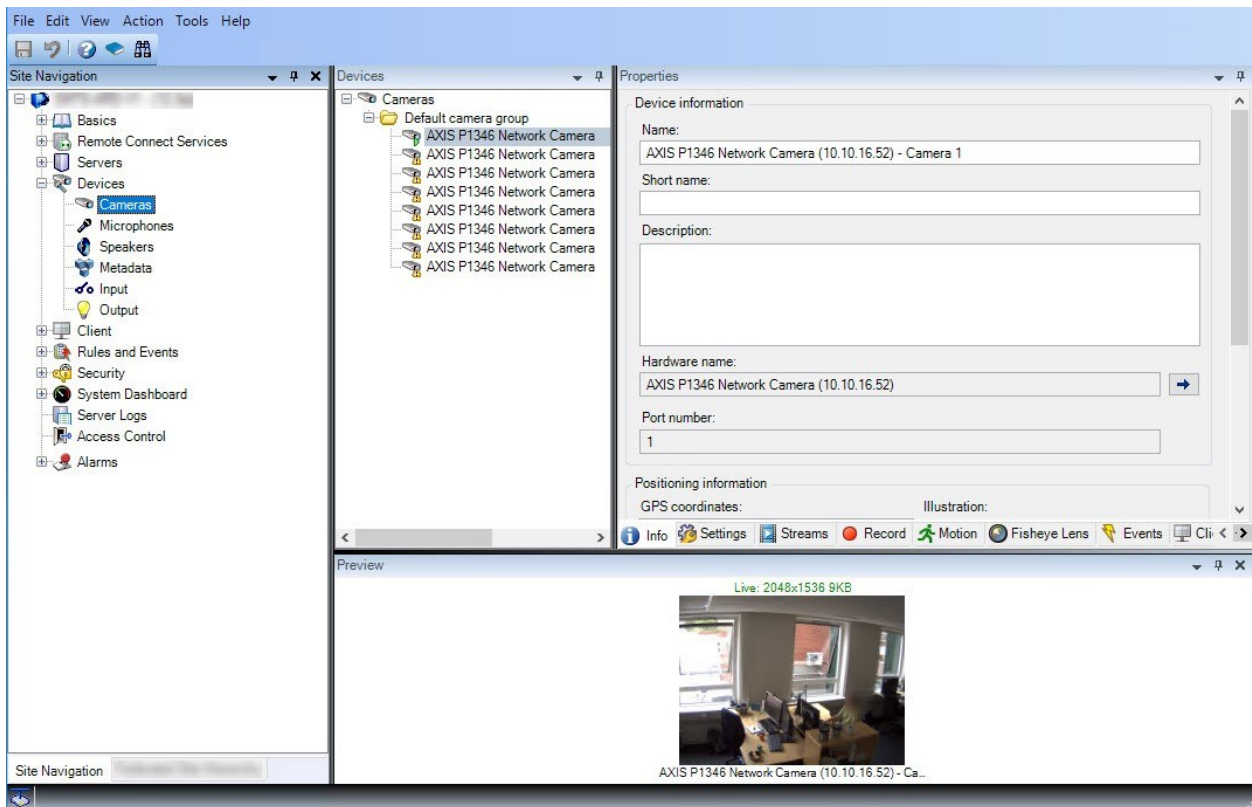 File Edit View Action Tools Help
Site Navigation
Basics
Remote Connect Services
Servers
Devices
Cameras
Microphones
Speakers
Metadata
Input
Output
Client
Rules and Events
Security
System Dashboard
Server Logs
Access Control
Alarms
Site Navigation
Devices
Cameras
Default camera group
AXIS P1346 Network Camera
AXIS P1346 Network Camera
AXIS P1346 Network Camera
AXIS P1346 Network Camera
AXIS P1346 Network Camera
AXIS P1346 Network Camera
AXIS P1346 Network Camera
AXIS P1346 Network Camera
Properties
Device information
Name:
AXIS P1346 Network Camera (10.10.16.52) - Camera 1
Short name:
Description:
Hardware name:
AXIS P1346 Network Camera (10.10.16.52)
Port number:
1
Positioning information
GPS coordinates: Illustration:
Info Settings Streams Record Motion Fisheye Lens Events Cli
Preview
Live: 2048x1536 9KB
AXIS P1346 Network Camera (10.10.16.52) - Ca...